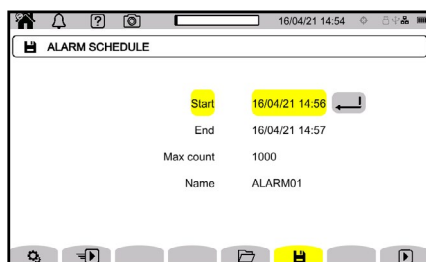 16/04/21 14:54
ALARM SCHEDULE
Start 16/04/21 14:56
End 16/04/21 14:57
Max count 1000
Name ALARM01